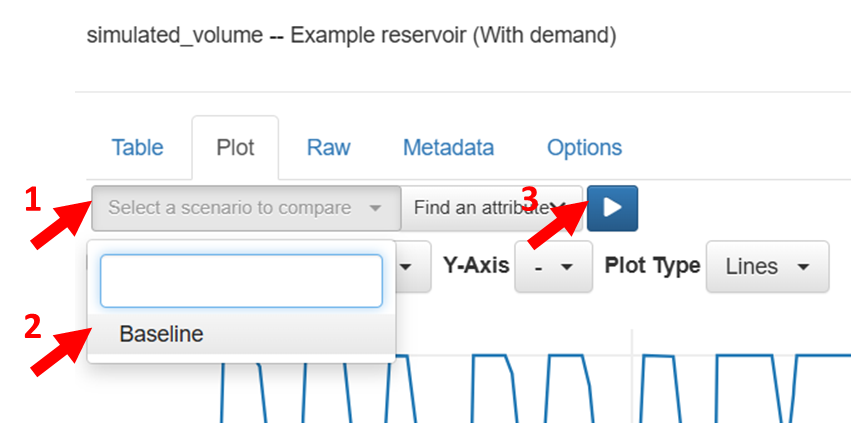 simulated_volume -- Example reservoir (With demand)
Table Plot Raw Metadata Options
1 Select a scenario to compare Find an attribute 3
Y-Axis - Plot Type Lines
2 Baseline